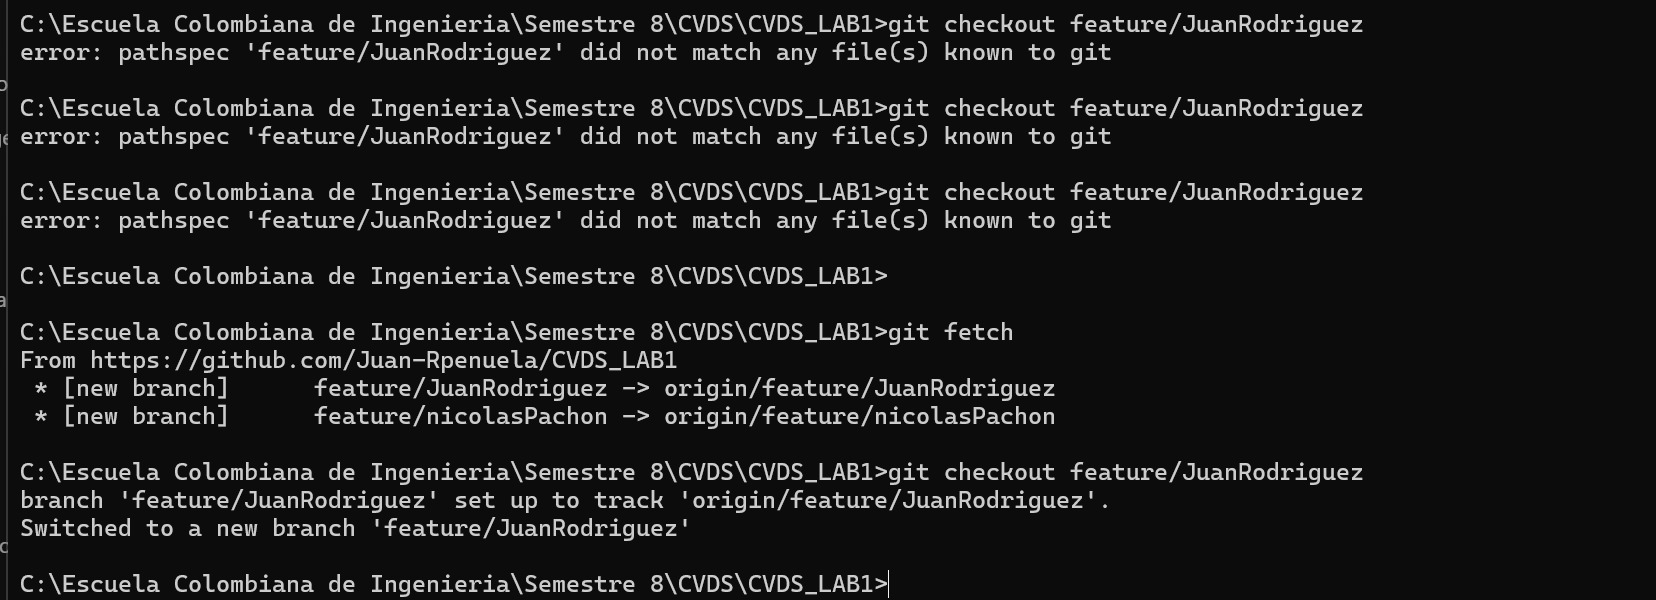 C:\Escuela Colombiana de Ingenieria\Semestre 8\CVDS\CVDS_LAB1>git checkout feature/JuanRodriguez
error: pathspec 'feature/JuanRodriguez' did not match any file(s) known to git
C:\Escuela Colombiana de Ingenieria\Semestre 8\CVDS\CVDS_LAB1>git checkout feature/JuanRodriguez
error: pathspec 'feature/JuanRodriguez' did not match any file(s) known to git
C:\Escuela Colombiana de Ingenieria\Semestre 8\CVDS\CVDS_LAB1>git checkout feature/JuanRodriguez
error: pathspec 'feature/JuanRodriguez' did not match any file(s) known to git
C:\Escuela Colombiana de Ingenieria\Semestre 8\CVDS\CVDS_LAB1>
C:\Escuela Colombiana de Ingenieria\Semestre 8\CVDS\CVDS_LAB1>git fetch
From https://github.com/Juan-Rpenuela/CVDS_LAB1
 * [new branch]      feature/JuanRodriguez -> origin/feature/JuanRodriguez
 * [new branch]      feature/nicolasPachon -> origin/feature/nicolasPachon
C:\Escuela Colombiana de Ingenieria\Semestre 8\CVDS\CVDS_LAB1>git checkout feature/JuanRodriguez
branch 'feature/JuanRodriguez' set up to track 'origin/feature/JuanRodriguez'.
Switched to a new branch 'feature/JuanRodriguez'
C:\Escuela Colombiana de Ingenieria\Semestre 8\CVDS\CVDS_LAB1>